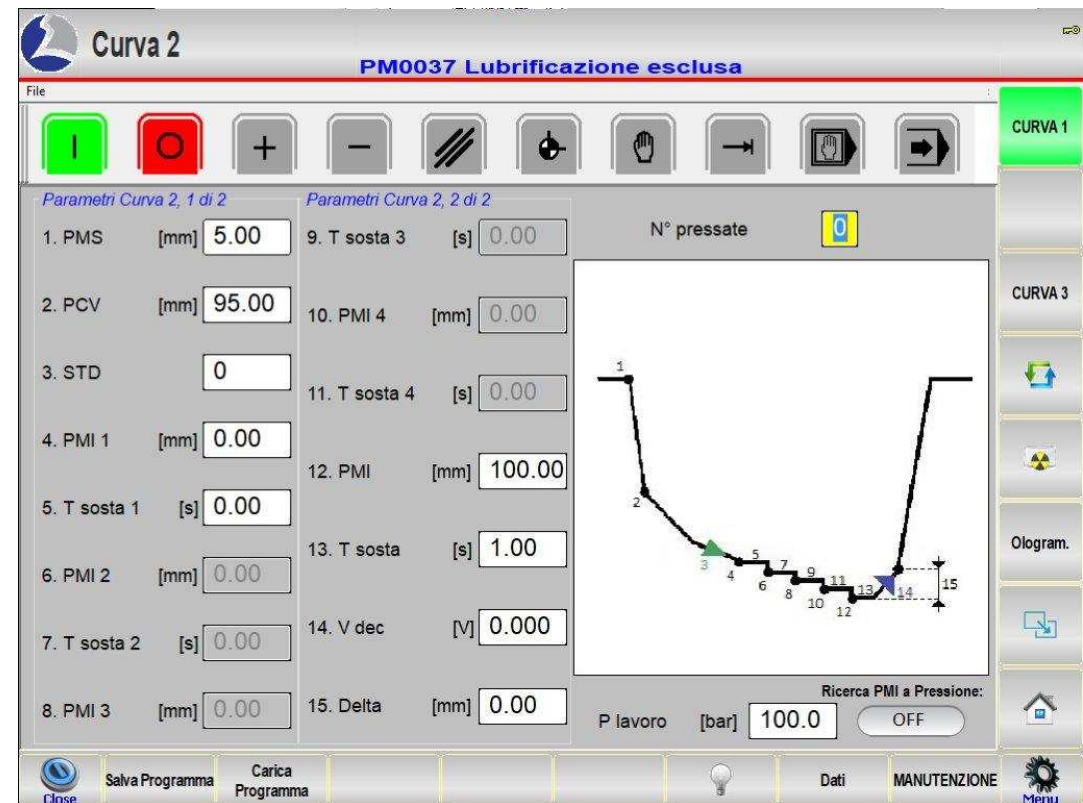 Curva 2
PM0037 Lubrificazione esclusa
File
CURVA 1
CURVA 3
Ologram.
Parametri Curva 2, 1 di 2
1. PMS [mm] 5.00
2. PCV [mm] 95.00
3. STD 0
4. PMI 1 [mm] 0.00
5. T sosta 1 [s] 0.00
6. PMI 2 [mm] 0.00
7. T sosta 2 [s] 0.00
8. PMI 3 [mm] 0.00
Parametri Curva 2, 2 di 2
9. T sosta 3 [s] 0.00
10. PMI 4 [mm] 0.00
11. T sosta 4 [s] 0.00
12. PMI [mm] 100.00
13. T sosta [s] 1.00
14. V dec [V] 0.000
15. Delta [mm] 0.00
N° pressate 0
1
2
3
4
5
6
7
8
9
10
11
12
13
14
15
Ricerca PMI a Pressione:
P lavoro [bar] 100.0 OFF
Close
Salva Programma
Carica
Programma
Dati
MANUTENZIONE
Menu